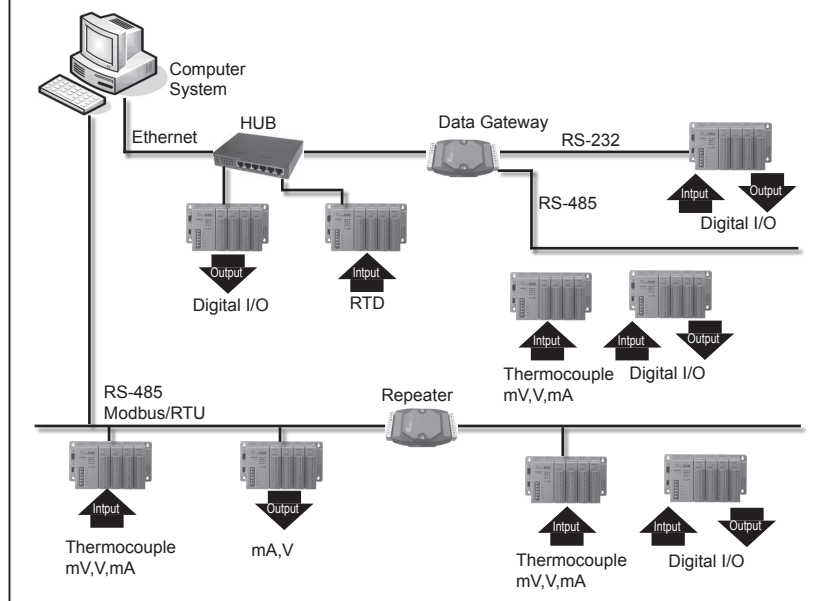 Computer
System
Ethernet
HUB
Data Gateway
RS-232
RS-485
Intput
Output
Digital I/O
Output
Digital I/O
Intput
RTD
Intput
Thermocouple
mV,V,mA
Intput
Output
Digital I/O
RS-485
Modbus/RTU
Repeater
Intput
Thermocouple
mV,V,mA
Output
mA,V
Intput
Thermocouple
mV,V,mA
Intput
Output
Digital I/O